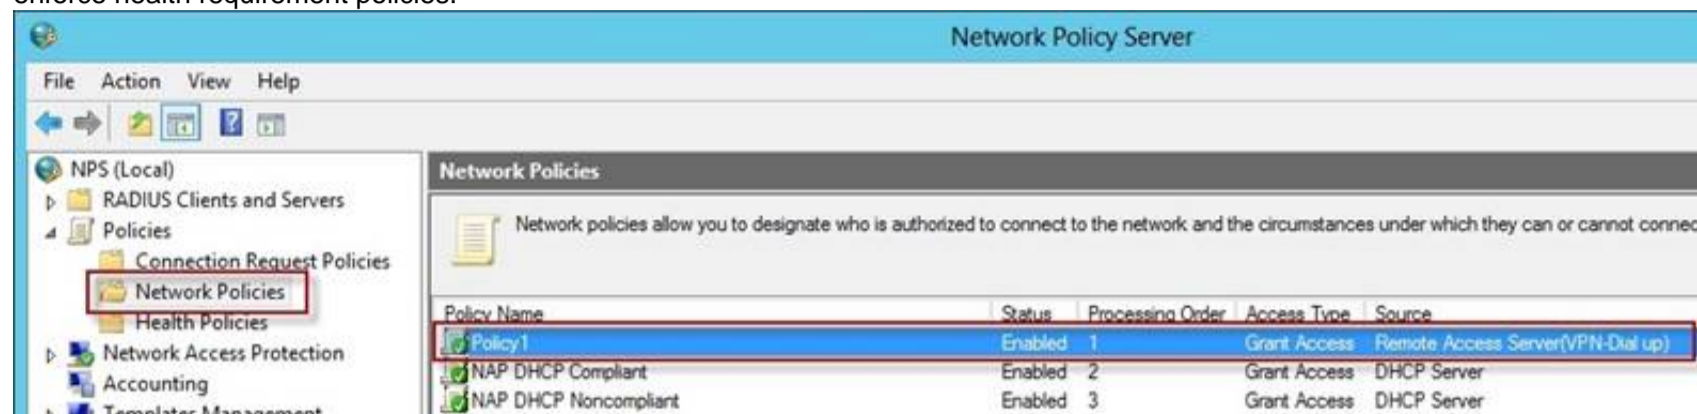 enforce health requirement policies.
Network Policy Server
File Action View Help
NPS (Local)
RADIUS Clients and Servers
Policies
Connection Request Policies
Network Policies
Health Policies
Network Access Protection
Accounting
Templates Management
Network Policies
Network policies allow you to designate who is authorized to connect to the network and the circumstances under which they can or cannot connec
Policy Name Status Processing Order Access Type Source
Policy1 Enabled 1 Grant Access Remote Access Server(VPN-Dial up)
NAP DHCP Compliant Enabled 2 Grant Access DHCP Server
NAP DHCP Noncompliant Enabled 3 Grant Access DHCP Server